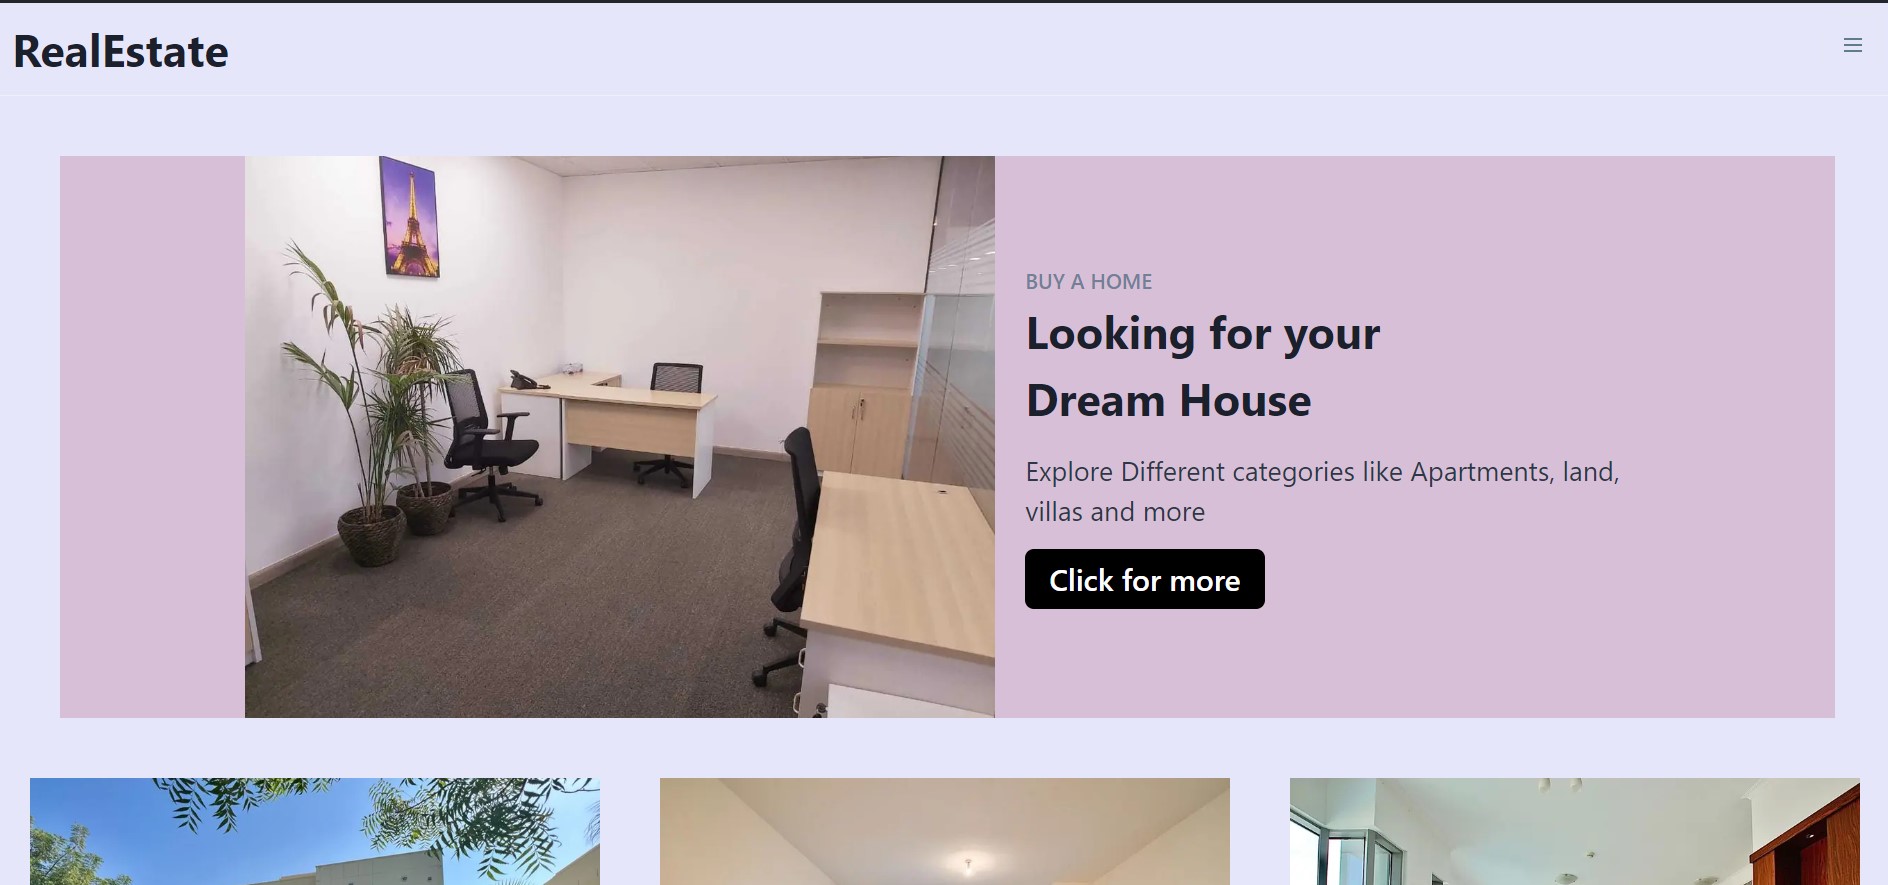 RealEstate
BUY A HOME
Looking for your
Dream House
Explore Different categories like Apartments, land,
villas and more
Click for more